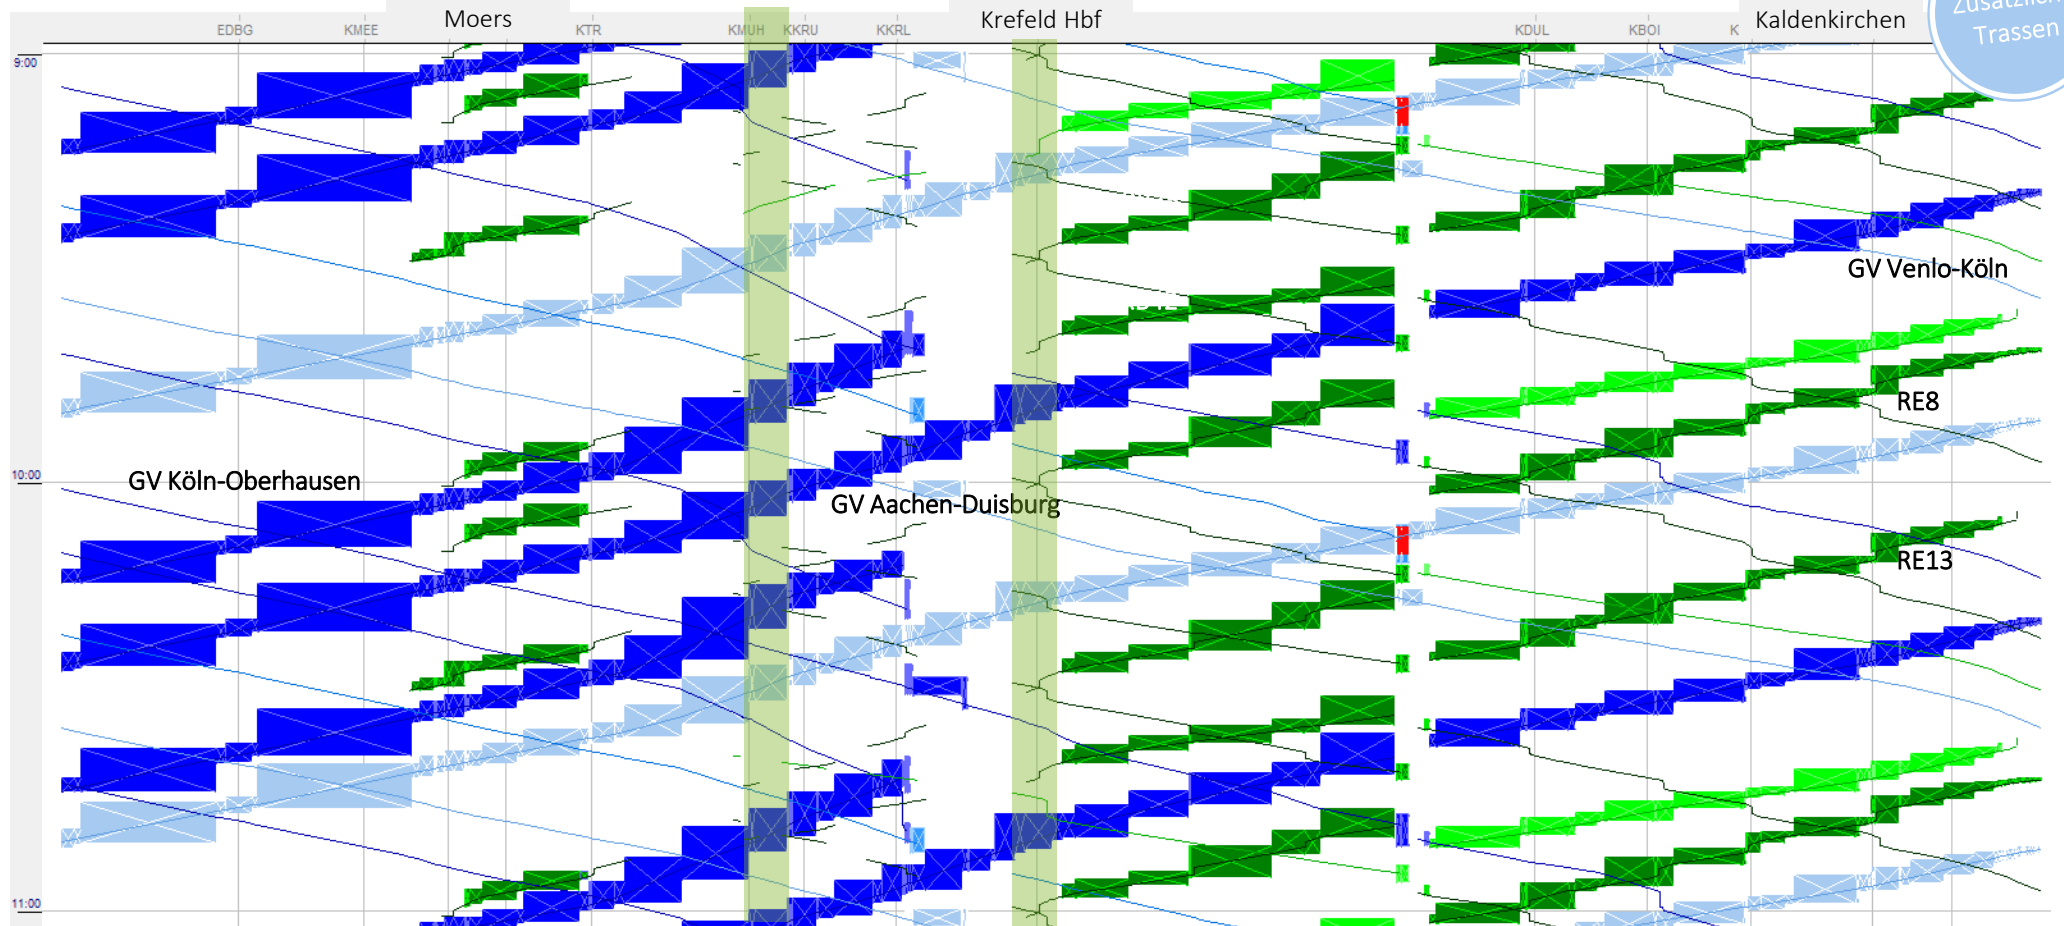 Moers
Krefeld Hbf
Kaldenkirchen
Zusätzliche
Trassen
EDBG
KMEE
KTR
KMUH
KKRU
KKRL
KDUL
KBOI
K
9:00
GV Venlo-Köln
RE8
10:00
GV Köln-Oberhausen
GV Aachen-Duisburg
RE13
11:00